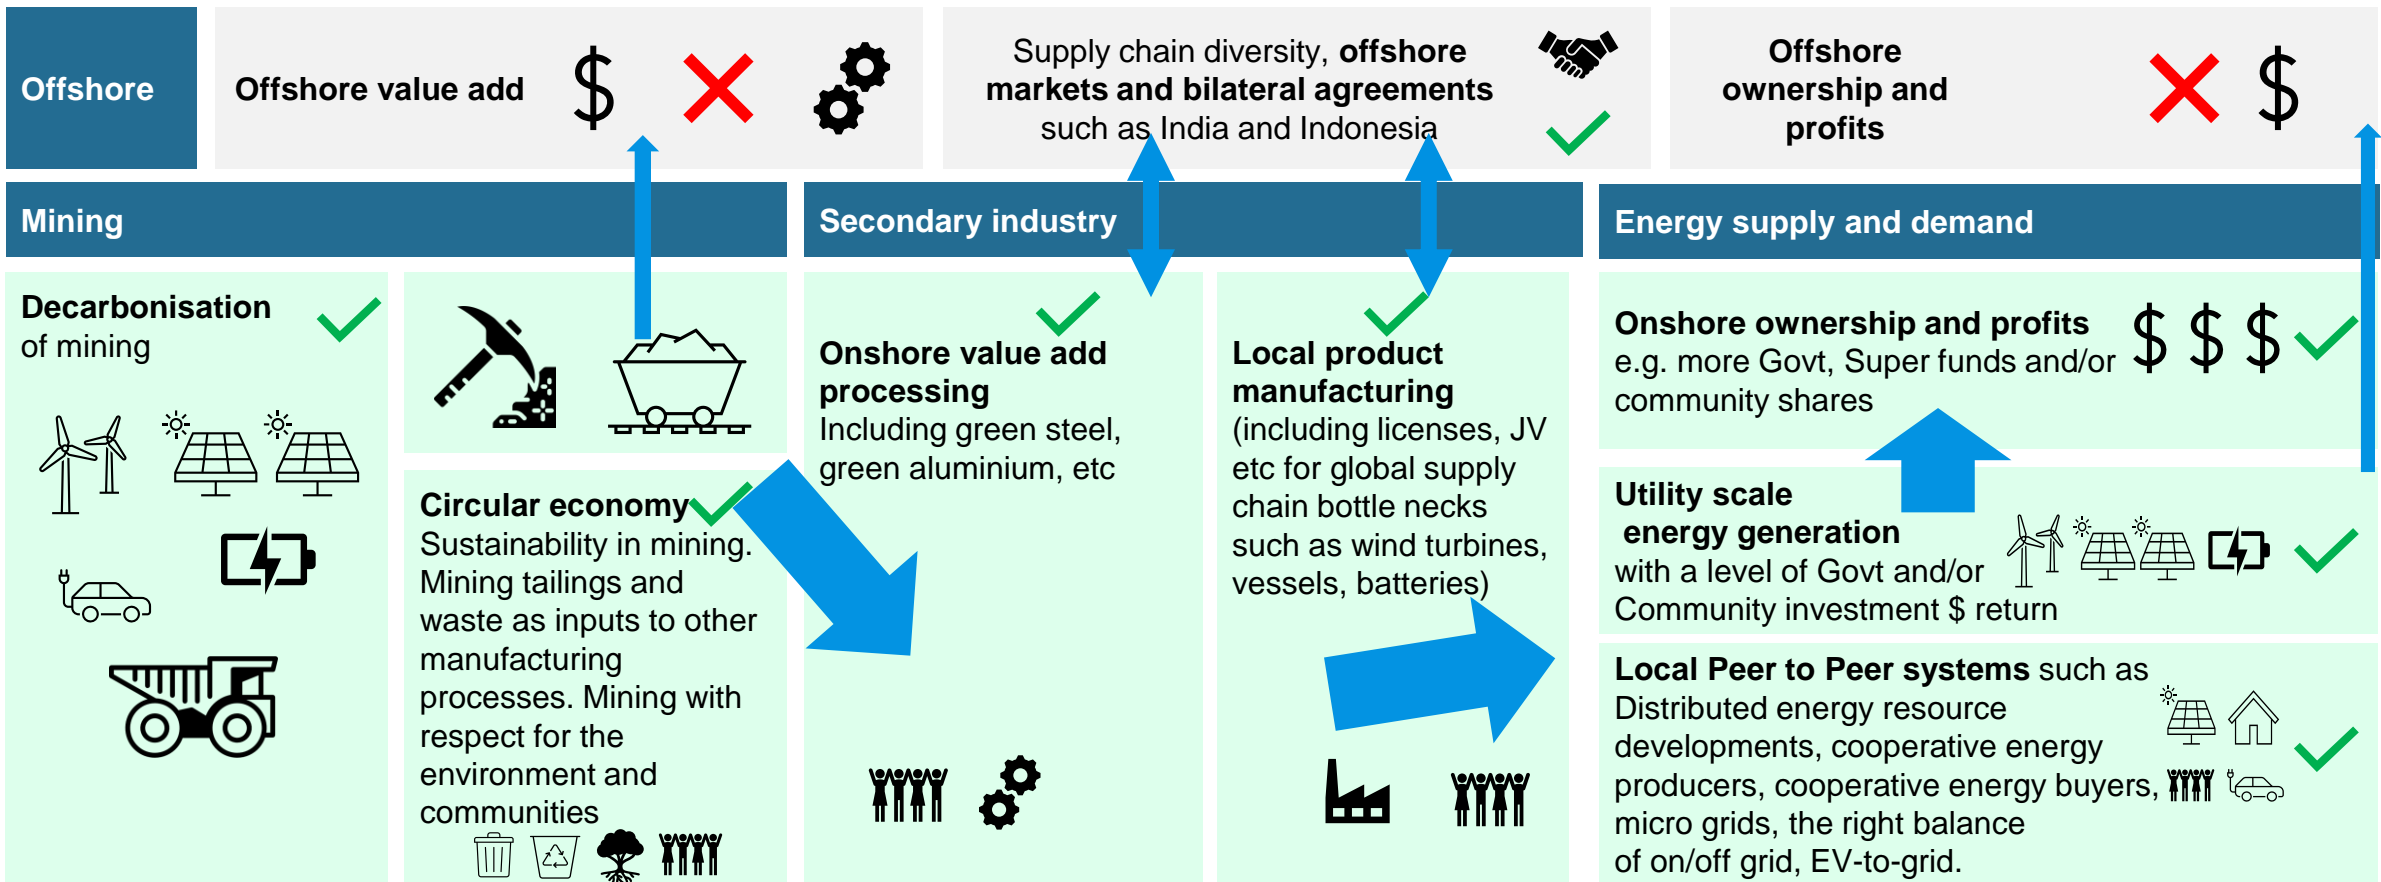 Offshore
Offshore value add
Supply chain diversity, offshore
markets and bilateral agreements
such as India and Indonesia
Offshore
ownership and
profits
Mining
Secondary industry
Energy supply and demand
Decarbonisation
of mining
Circular economy
Sustainability in mining.
Mining tailings and
waste as inputs to other
manufacturing
processes. Mining with
respect for the
environment and
communities
Onshore value add
processing
Including green steel,
green aluminium, etc
Local product
manufacturing
(including licenses, JV
etc for global supply
chain bottle necks
such as wind turbines,
vessels, batteries)
Onshore ownership and profits
e.g. more Govt, Super funds and/or
community shares
Utility scale
energy generation
with a level of Govt and/or
Community investment $ return
Local Peer to Peer systems such as
Distributed energy resource
developments, cooperative energy
producers, cooperative energy buyers,
micro grids, the right balance
of on/off grid, EV-to-grid.